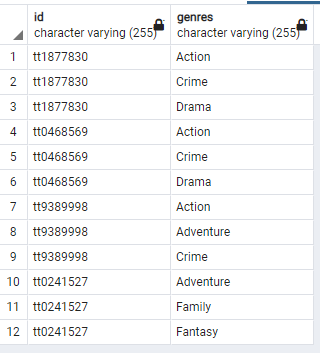 id genres
character varying (255) character varying (255)
1 tt1877830 Action
2 tt1877830 Crime
3 tt1877830 Drama
4 tt0468569 Action
5 tt0468569 Crime
6 tt0468569 Drama
7 tt9389998 Action
8 tt9389998 Adventure
9 tt9389998 Crime
10 tt0241527 Adventure
11 tt0241527 Family
12 tt0241527 Fantasy